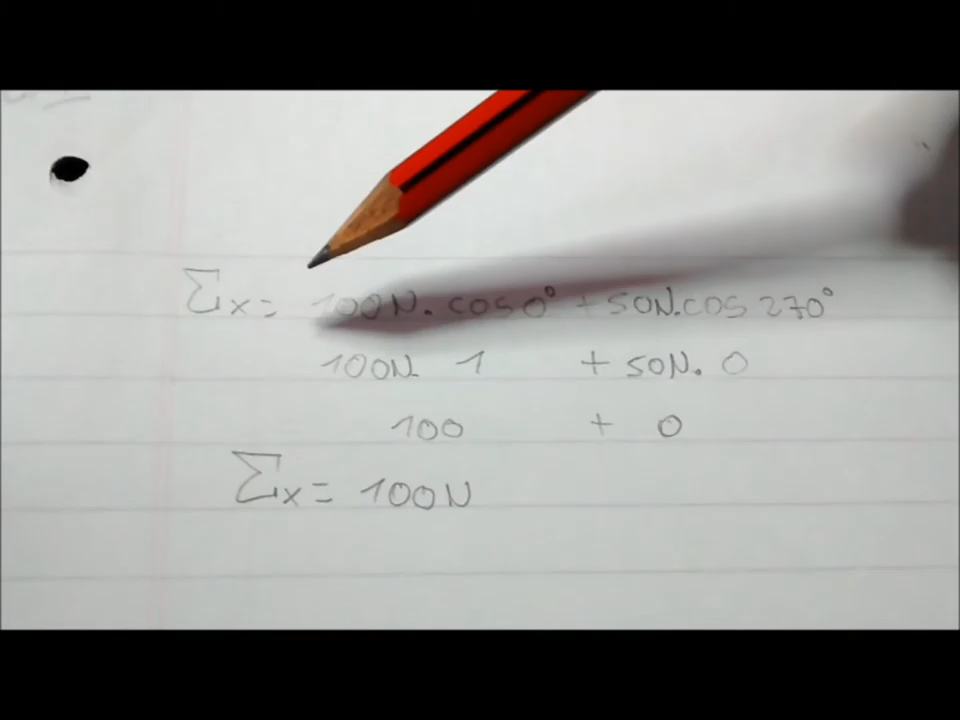 Σx = 100N. cos 0° + 50N.cos 270°
100N. 1 + 50N. 0
100 + 0
Σx = 100N